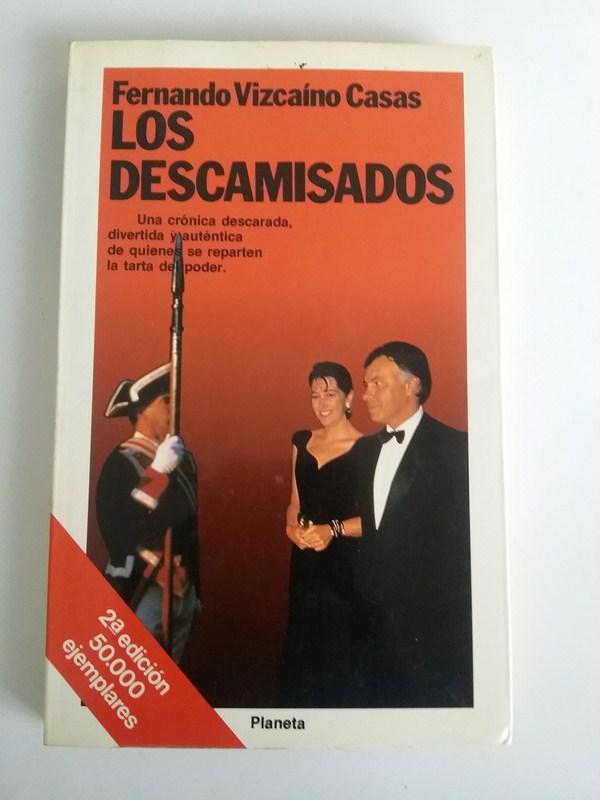 Fernando Vizcaíno Casas
LOS
DESCAMISADOS
Una crónica descarada,
divertida y auténtica
de quienes se reparten
la tarta del poder.
2ª edición
50.000
ejemplares
Planeta